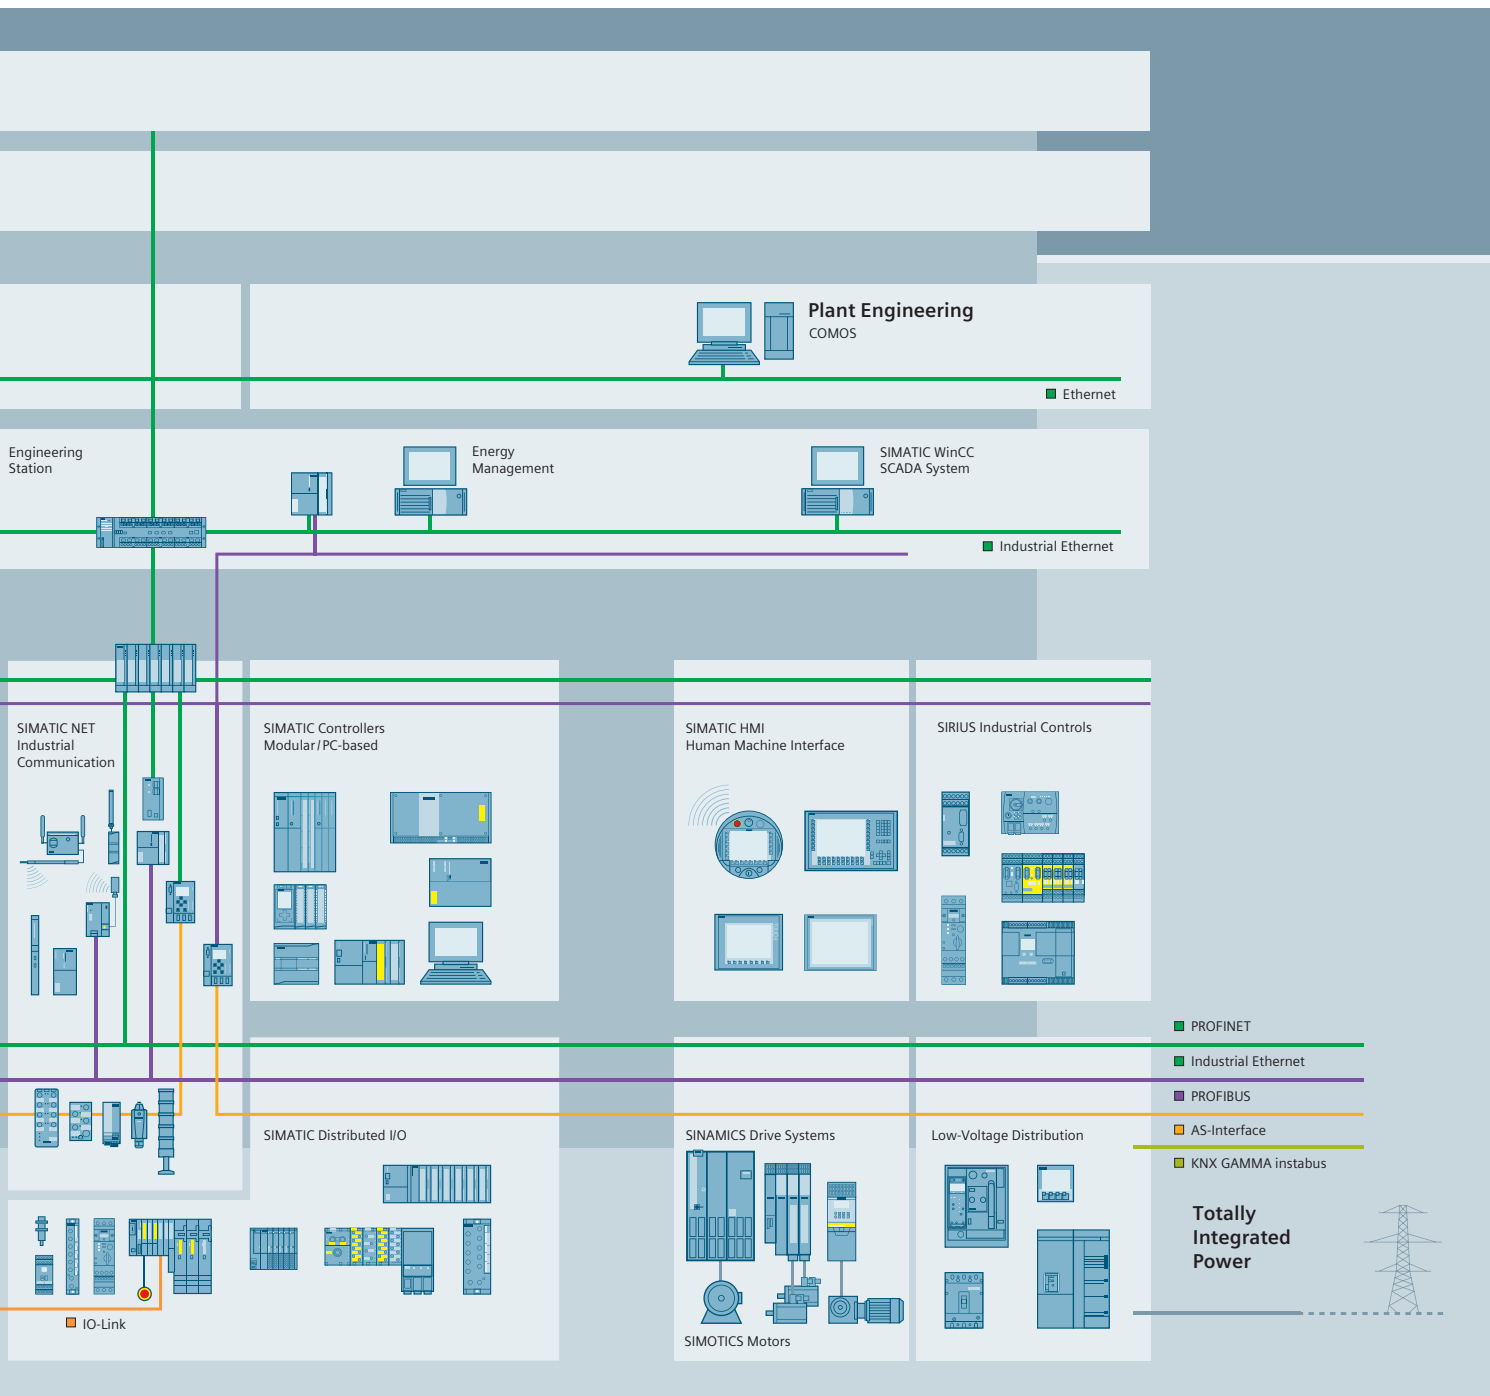 Plant Engineering
COMOS
Ethernet
Engineering
Station
Energy
Management
SIMATIC WinCC
SCADA System
Industrial Ethernet
SIMATIC NET
Industrial
Communication
SIMATIC Controllers
Modular/PC-based
SIMATIC HMI
Human Machine Interface
SIRIUS Industrial Controls
PROFINET
Industrial Ethernet
PROFIBUS
AS-Interface
KNX GAMMA instabus
SIMATIC Distributed I/O
SINAMICS Drive Systems
Low-Voltage Distribution
Totally
Integrated
Power
IO-Link
SIMOTICS Motors